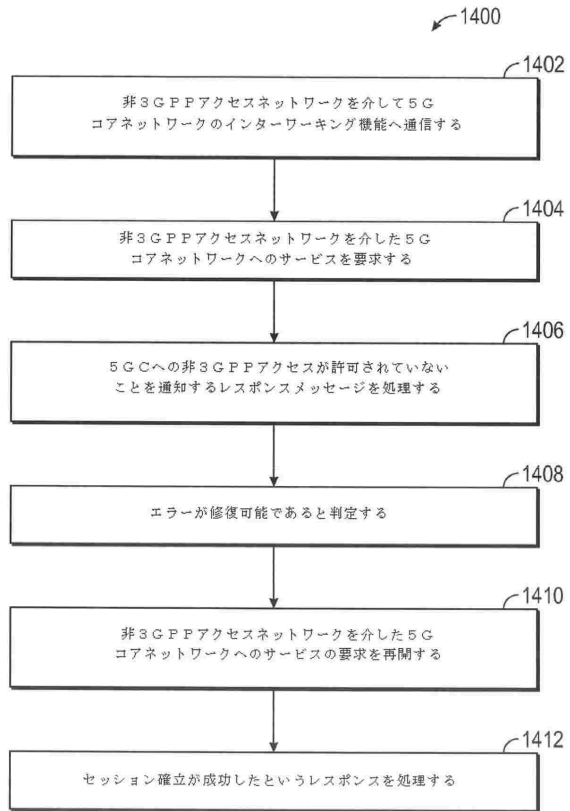 1400
1402
非3GPPアクセスネットワークを介して5G
コアネットワークのインターワーキング機能へ通信する
1404
非3GPPアクセスネットワークを介した5G
コアネットワークへのサービスを要求する
1406
5GCへの非3GPPアクセスが許可されていない
ことを通知するレスポンスメッセージを処理する
1408
エラーが修復可能であると判定する
1410
非3GPPアクセスネットワークを介した5G
コアネットワークへのサービスの要求を再開する
1412
セッション確立が成功したというレスポンスを処理する